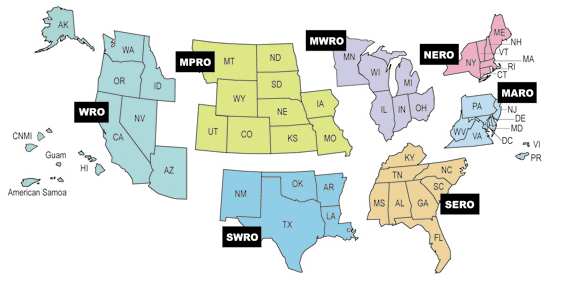 AK
WA
OR
ID
WRO
NV
CA
AZ
CNMI
Guam
HI
American Samoa
MPRO
MT
ND
SD
WY
NE
IA
UT
CO
KS
MO
MWRO
MN
WI
MI
IL
IN
OH
NERO
ME
NH
VT
NY
MA
RI
CT
MARO
PA
NJ
DE
MD
WV
VA
DC
VI
PR
SWRO
NM
OK
AR
TX
LA
SERO
KY
TN
NC
SC
MS
AL
GA
FL